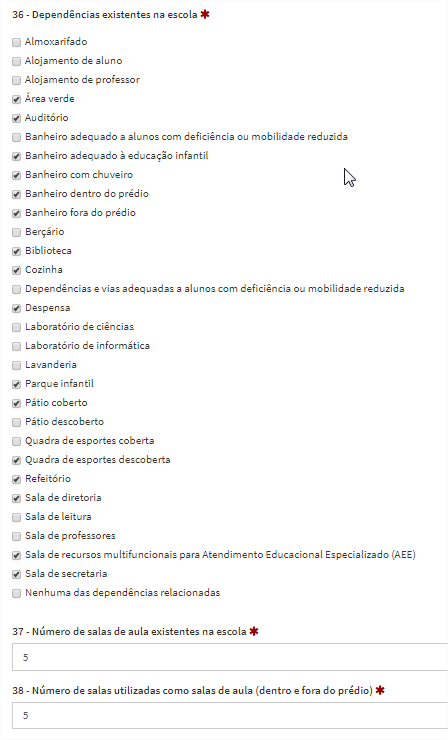 36 - Dependências existentes na escola ✱
Almoxarifado
Alojamento de aluno
Alojamento de professor
Área verde
Auditório
Banheiro adequado a alunos com deficiência ou mobilidade reduzida
Banheiro adequado à educação infantil
Banheiro com chuveiro
Banheiro dentro do prédio
Banheiro fora do prédio
Berçário
Biblioteca
Cozinha
Dependências e vias adequadas a alunos com deficiência ou mobilidade reduzida
Despensa
Laboratório de ciências
Laboratório de informática
Lavanderia
Parque infantil
Pátio coberto
Pátio descoberto
Quadra de esportes coberta
Quadra de esportes descoberta
Refeitório
Sala de diretoria
Sala de leitura
Sala de professores
Sala de recursos multifuncionais para Atendimento Educacional Especializado (AEE)
Sala de secretaria
Nenhuma das dependências relacionadas
37 - Número de salas de aula existentes na escola ✱
5
38 - Número de salas utilizadas como salas de aula (dentro e fora do prédio) ✱
5